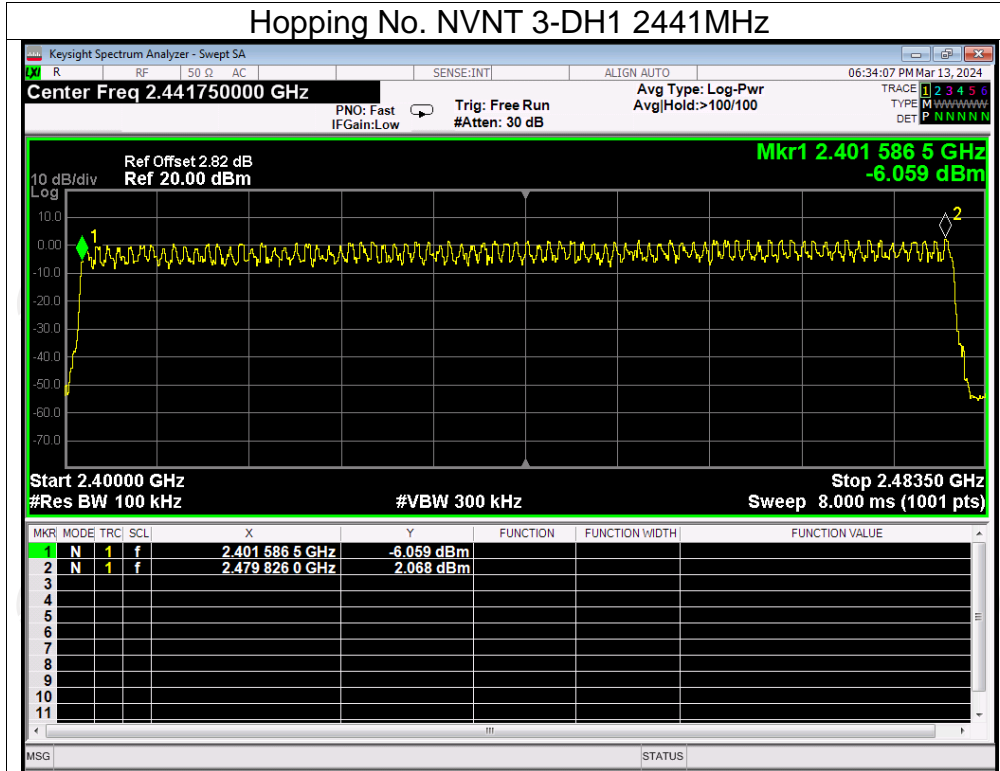 Hopping No. NVNT 3-DH1 2441MHz
Keysight Spectrum Analyzer - Swept SA
LXI R RF 50 Ω AC SENSE:INT ALIGN AUTO 06:34:07 PM Mar 13, 2024
Center Freq 2.441750000 GHz
PNO: Fast
IFGain:Low
Trig: Free Run
#Atten: 30 dB
Avg Type: Log-Pwr
Avg|Hold:>100/100
TRACE 1 2 3 4 5 6
TYPE M WWWWW
DET P N N N N N
Mkr1 2.401 586 5 GHz
-6.059 dBm
Ref Offset 2.82 dB
10 dB/div Ref 20.00 dBm
Log
10.0
0.00
-10.0
-20.0
-30.0
-40.0
-50.0
-60.0
-70.0
1
2
Start 2.40000 GHz Stop 2.48350 GHz
#Res BW 100 kHz #VBW 300 kHz Sweep 8.000 ms (1001 pts)
MKR MODE TRC SCL X Y FUNCTION FUNCTION WIDTH FUNCTION VALUE
1 N 1 f 2.401 586 5 GHz -6.059 dBm
2 N 1 f 2.479 826 0 GHz 2.068 dBm
3
4
5
6
7
8
9
10
11
MSG STATUS